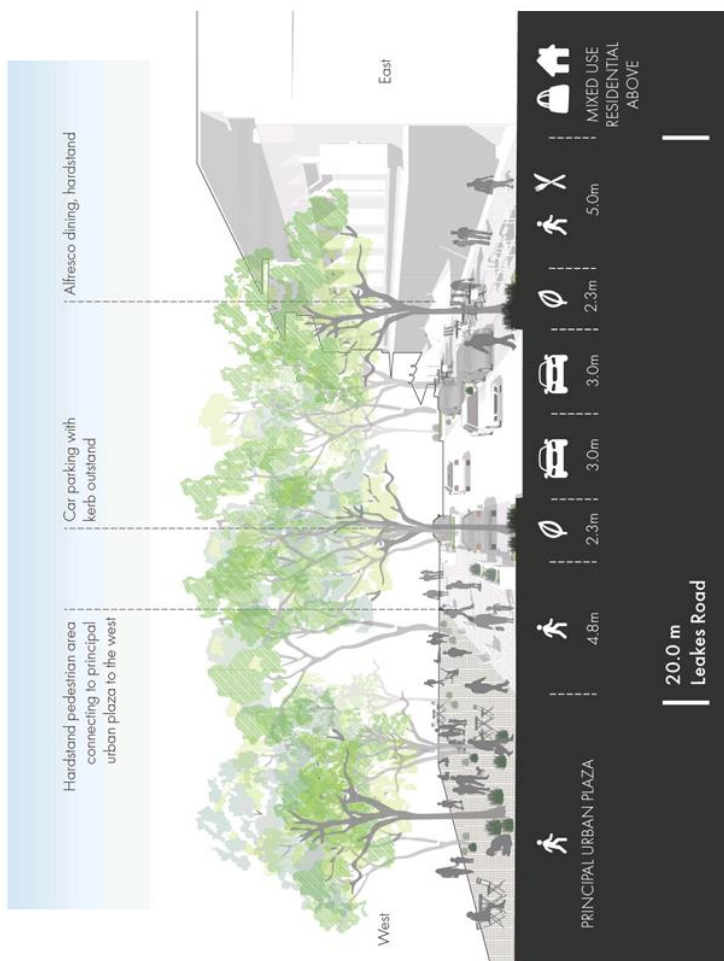 Hardstand pedestrian area
connecting to principal
urban plaza to the west
Car parking with
kerb outstand
Alfresco dining, hardstand
West
East
PRINCIPAL URBAN PLAZA
4.8m
2.3m
3.0m
3.0m
2.3m
5.0m
MIXED USE
RESIDENTIAL
ABOVE
20.0 m
Leakes Road